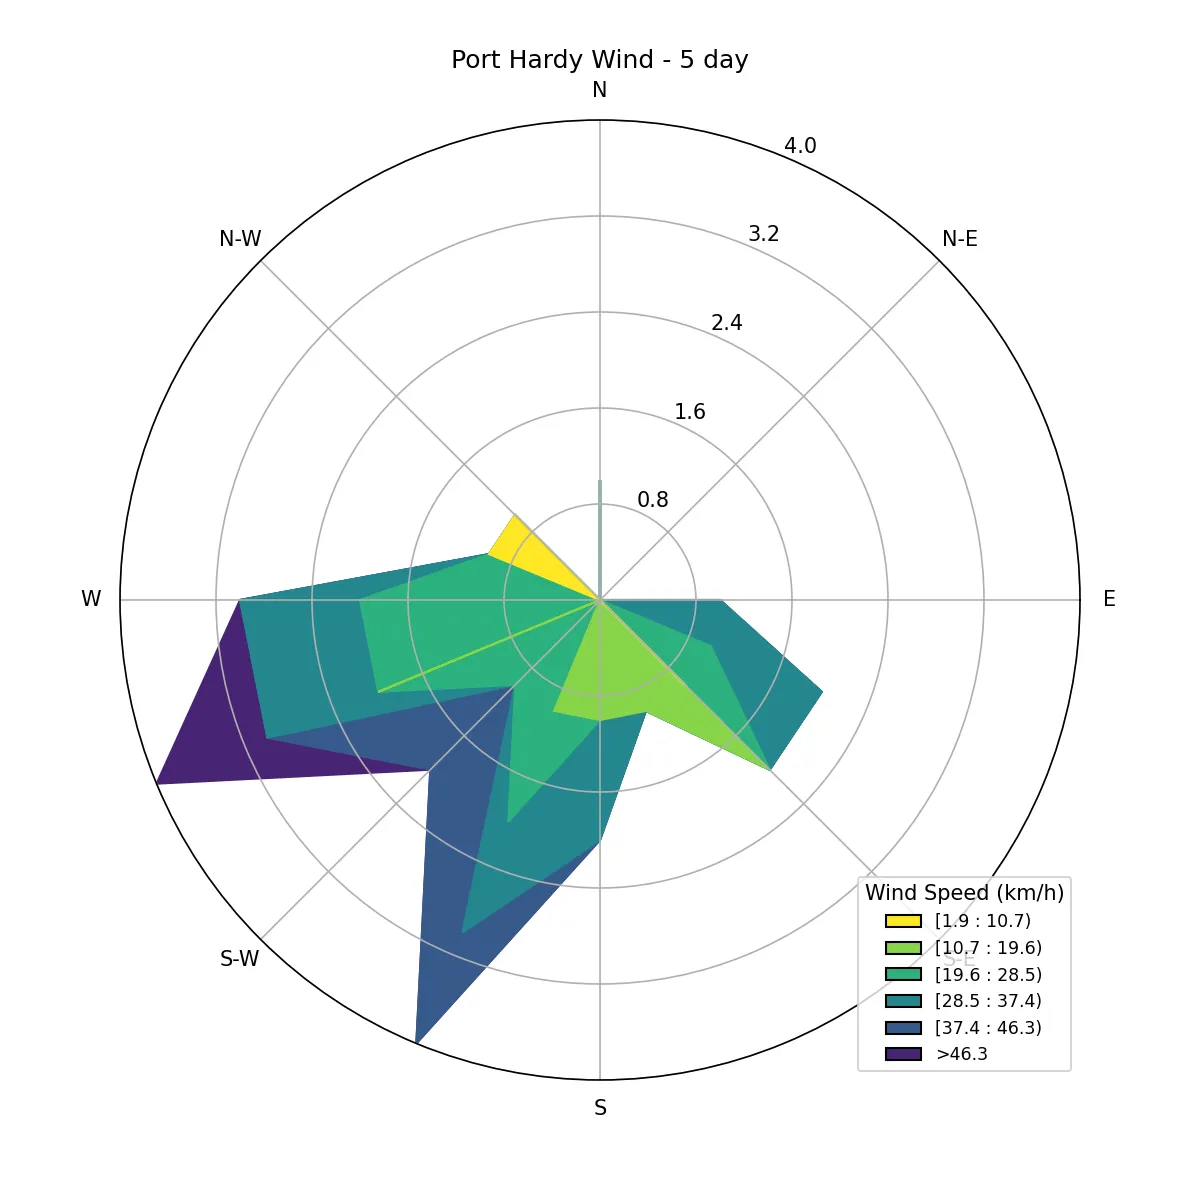 Port Hardy Wind - 5 day
N
4.0
N-W
3.2
N-E
2.4
1.6
0.8
W
E
S-W
S-E
S
Wind Speed (km/h)
[1.9 : 10.7)
[10.7 : 19.6)
[19.6 : 28.5)
[28.5 : 37.4)
[37.4 : 46.3)
>46.3